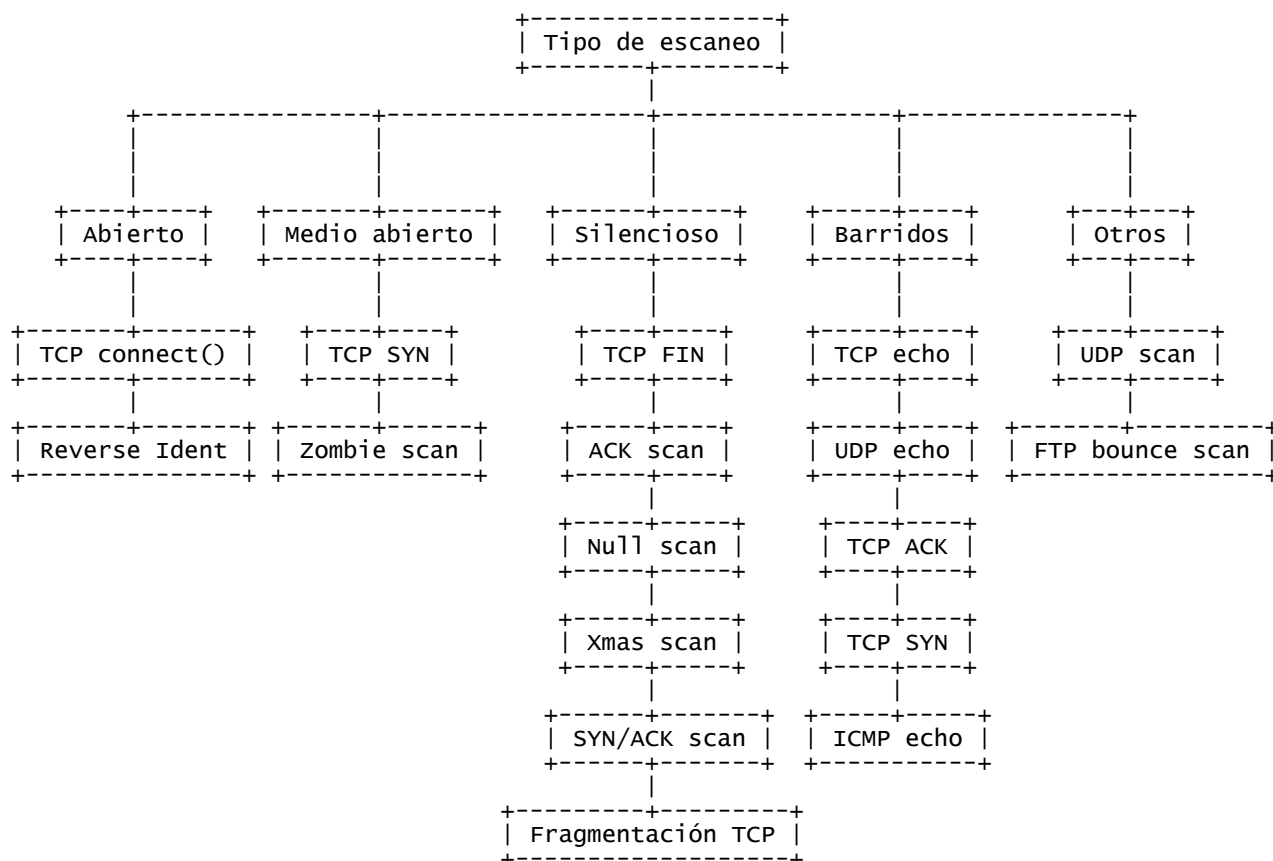 Tipo de escaneo
Abierto
Medio abierto
Silencioso
Barridos
Otros
TCP connect()
TCP SYN
TCP FIN
TCP echo
UDP scan
Reverse Ident
Zombie scan
ACK scan
UDP echo
FTP bounce scan
Null scan
TCP ACK
Xmas scan
TCP SYN
SYN/ACK scan
ICMP echo
Fragmentación TCP